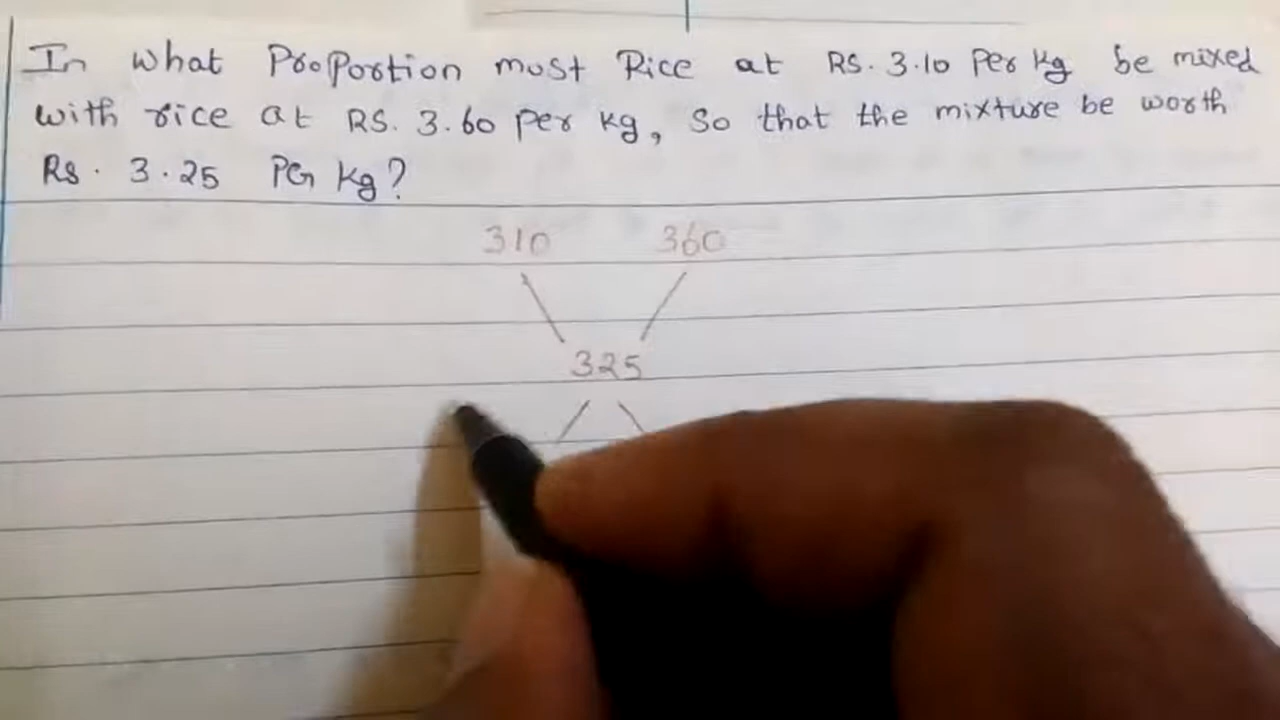 In what Proportion must Rice at RS. 3.10 Per kg be mixed
with rice at RS. 3.60 per kg, So that the mixture be worth
Rs. 3.25 Per kg?
310 360
325